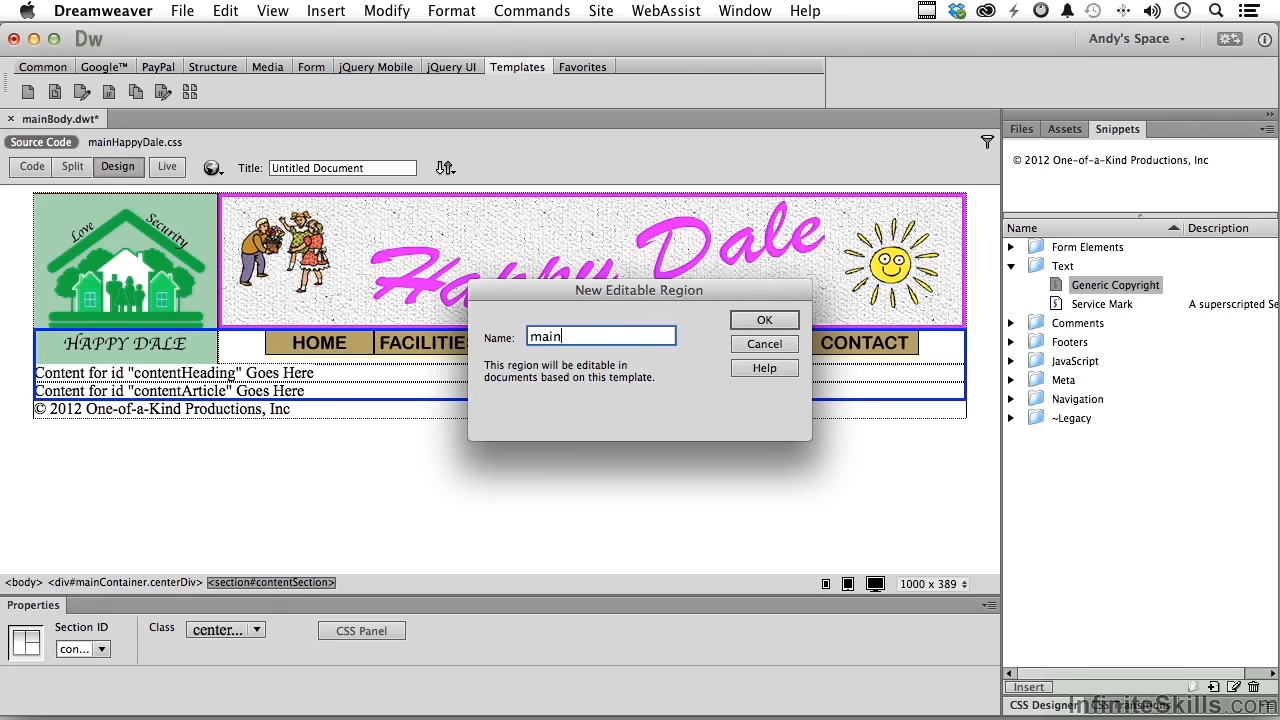 Dreamweaver File Edit View Insert Modify Format Commands Site WebAssist Window Help
Dw
Andy's Space
Common Google™ PayPal Structure Media Form jQuery Mobile jQuery UI Templates Favorites
× mainBody.dwt*
Source Code mainHappyDale.css
Code Split Design Live Title: Untitled Document
Love Security
Happy Dale
HAPPY DALE
HOME FACILITIES CONTACT
Content for id "contentHeading" Goes Here
Content for id "contentArticle" Goes Here
© 2012 One-of-a-Kind Productions, Inc
New Editable Region
Name: main
This region will be editable in
documents based on this template.
OK
Cancel
Help
<body> <div#mainContainer.centerDiv> <section#contentSection>
1000 x 389
Properties
Section ID
con...
Class center...
CSS Panel
Files Assets Snippets
© 2012 One-of-a-Kind Productions, Inc
Name Description
Form Elements
Text
Generic Copyright
Service Mark A superscripted Se
Comments
Footers
JavaScript
Meta
Navigation
~Legacy
Insert
CSS Designer CSS Transitions
InfiniteSkills.com